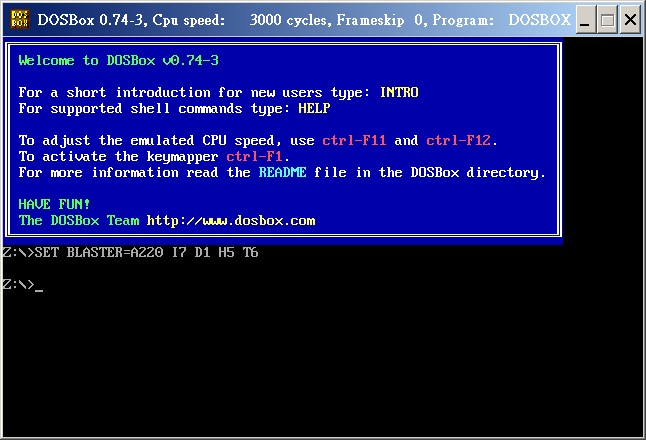 DOSBox 0.74-3, Cpu speed: 3000 cycles, Frameskip 0, Program: DOSBOX
Welcome to DOSBox v0.74-3
For a short introduction for new users type: INTRO
For supported shell commands type: HELP
To adjust the emulated CPU speed, use ctrl-F11 and ctrl-F12.
To activate the keymapper ctrl-F1.
For more information read the README file in the DOSBox directory.
HAVE FUN!
The DOSBox Team http://www.dosbox.com
Z:\>SET BLASTER=A220 I7 D1 H5 T6
Z:\>_